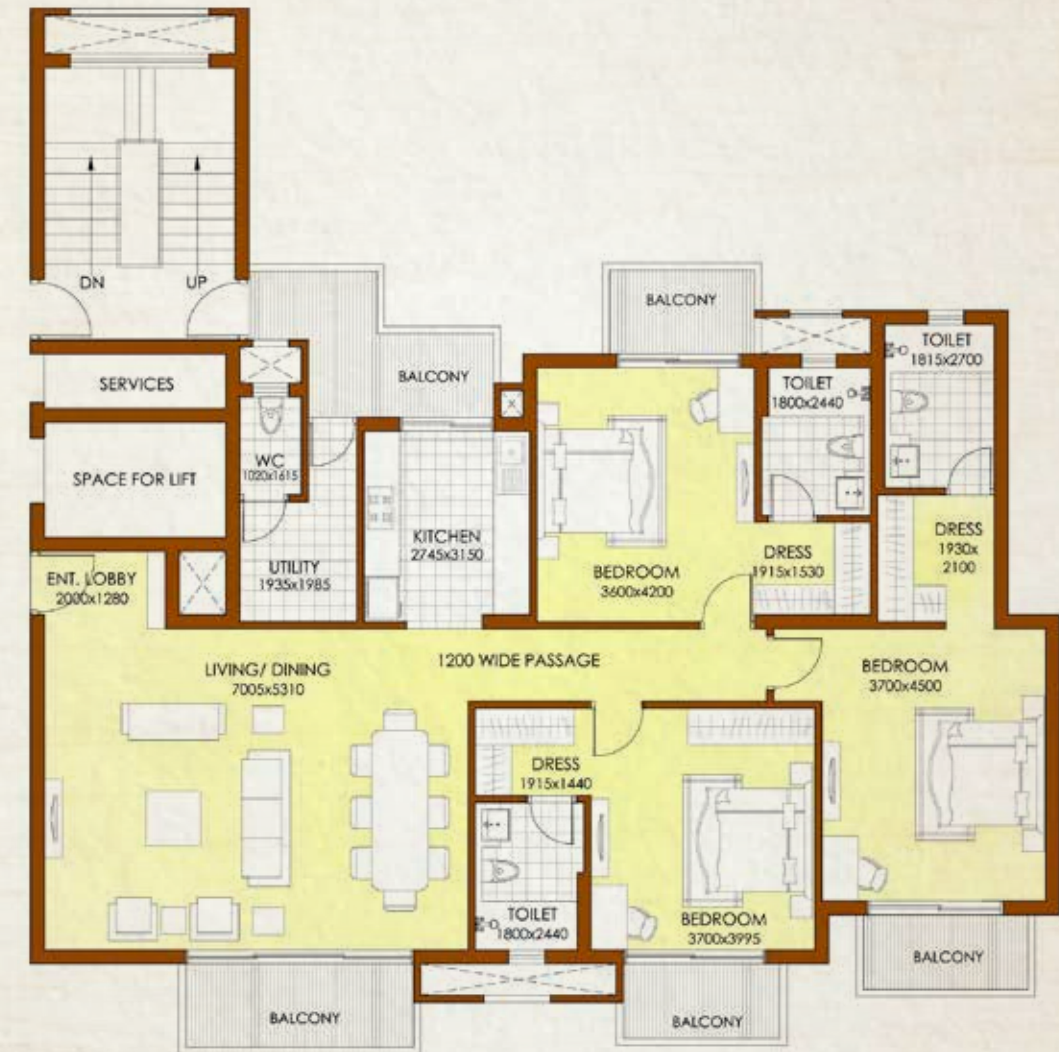 DN
UP
SERVICES
SPACE FOR LIFT
BALCONY
BALCONY
TOILET
1815x2700
TOILET
1800x2440
WC
1020x1615
KITCHEN
2745x3150
UTILITY
1935x1985
BEDROOM
3600x4200
DRESS
1915x1530
DRESS
1930x
2100
ENT. LOBBY
2000x1280
LIVING/ DINING
7005x5310
1200 WIDE PASSAGE
BEDROOM
3700x4500
DRESS
1915x1440
TOILET
1800x2440
BEDROOM
3700x3995
BALCONY
BALCONY
BALCONY